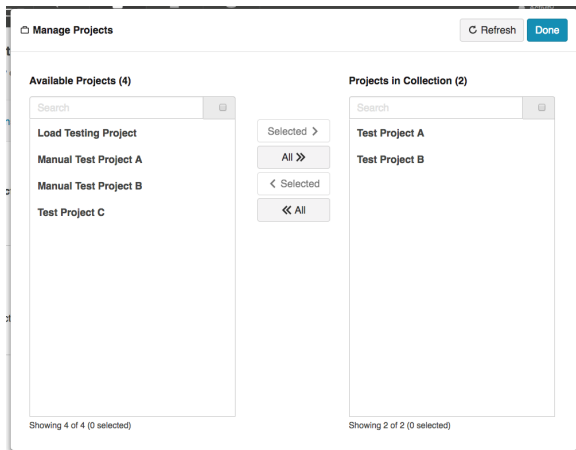 Manage Projects
Refresh
Done
Available Projects (4)
Projects in Collection (2)
Search
Search
Load Testing Project
Manual Test Project A
Manual Test Project B
Test Project C
Selected
All
Selected
All
Test Project A
Test Project B
Showing 4 of 4 (0 selected)
Showing 2 of 2 (0 selected)